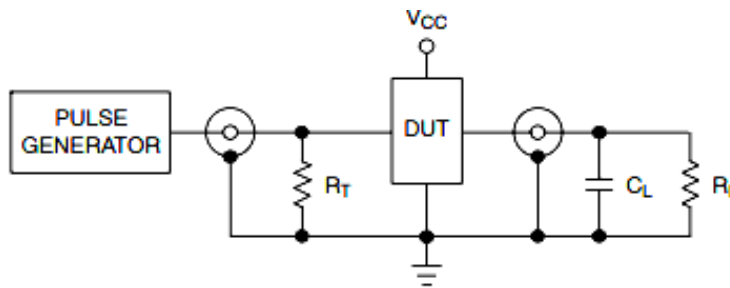 VCC
PULSE
GENERATOR
DUT
RT
CL